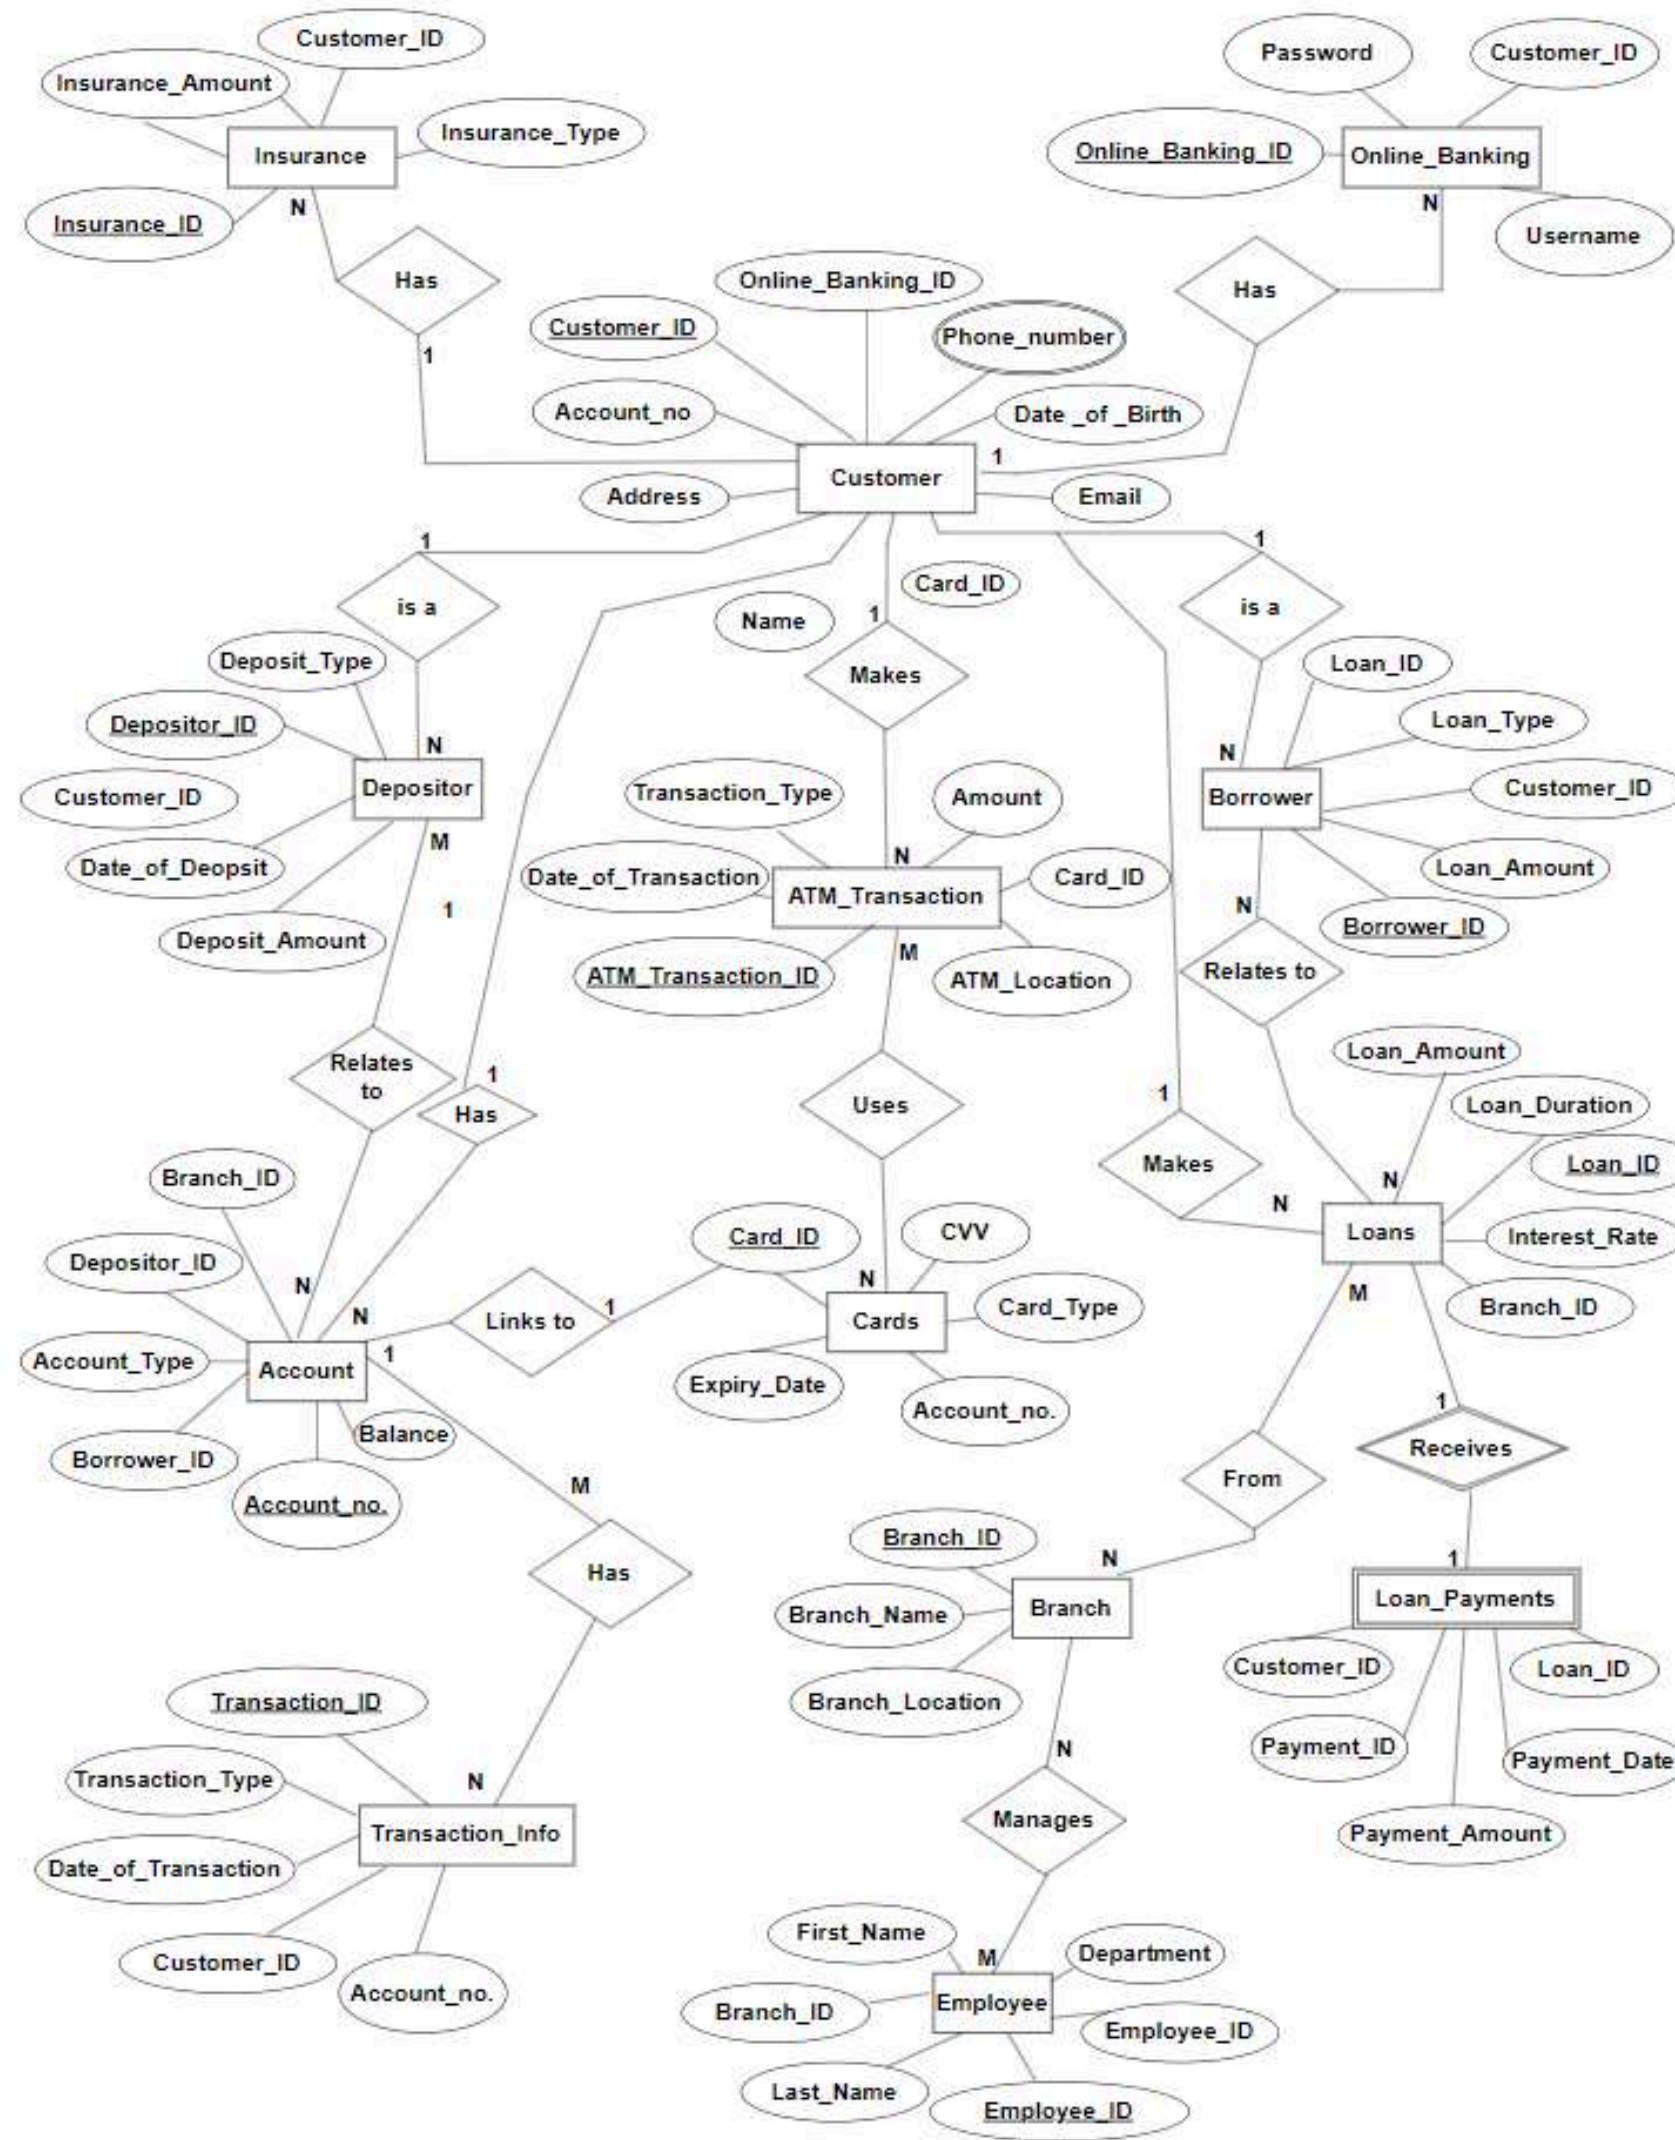 Customer_ID
Password
Customer_ID
Insurance_Amount
Insurance_Type
Insurance
Online_Banking_ID
Online_Banking
N
Insurance_ID
N
Username
Has
Online_Banking_ID
Has
Customer_ID
Phone_number
1
Account_no
Date _of _Birth
1
Customer
Address
Email
1
1
Card_ID
is a
Name
1
is a
Deposit_Type
Makes
Loan_ID
Depositor_ID
Loan_Type
N
N
Depositor
Customer_ID
Transaction_Type
Amount
Borrower
Customer_ID
M
N
Date_of_Deopsit
Date_of_Transaction
ATM_Transaction
Card_ID
Loan_Amount
1
N
Deposit_Amount
Borrower_ID
M
ATM_Transaction_ID
ATM_Location
Relates to
Relates
to
1
Has
Uses
1
Loan_Amount
Loan_Duration
Branch_ID
Makes
Loan_ID
N
N
Depositor_ID
Card_ID
CVV
Loans
Interest_Rate
N
N
N
Links to
1
Cards
Card_Type
M
Branch_ID
Account_Type
Account
1
Expiry_Date
Account_no.
1
Borrower_ID
Balance
Receives
M
From
Account_no.
Branch_ID
N
1
Has
Branch_Name
Branch
Loan_Payments
Transaction_ID
Branch_Location
Customer_ID
Loan_ID
N
Payment_ID
Payment_Date
Transaction_Type
N
Manages
Transaction_Info
Payment_Amount
Date_of_Transaction
First_Name
Department
M
Customer_ID
Account_no.
Branch_ID
Employee
Employee_ID
Last_Name
Employee_ID